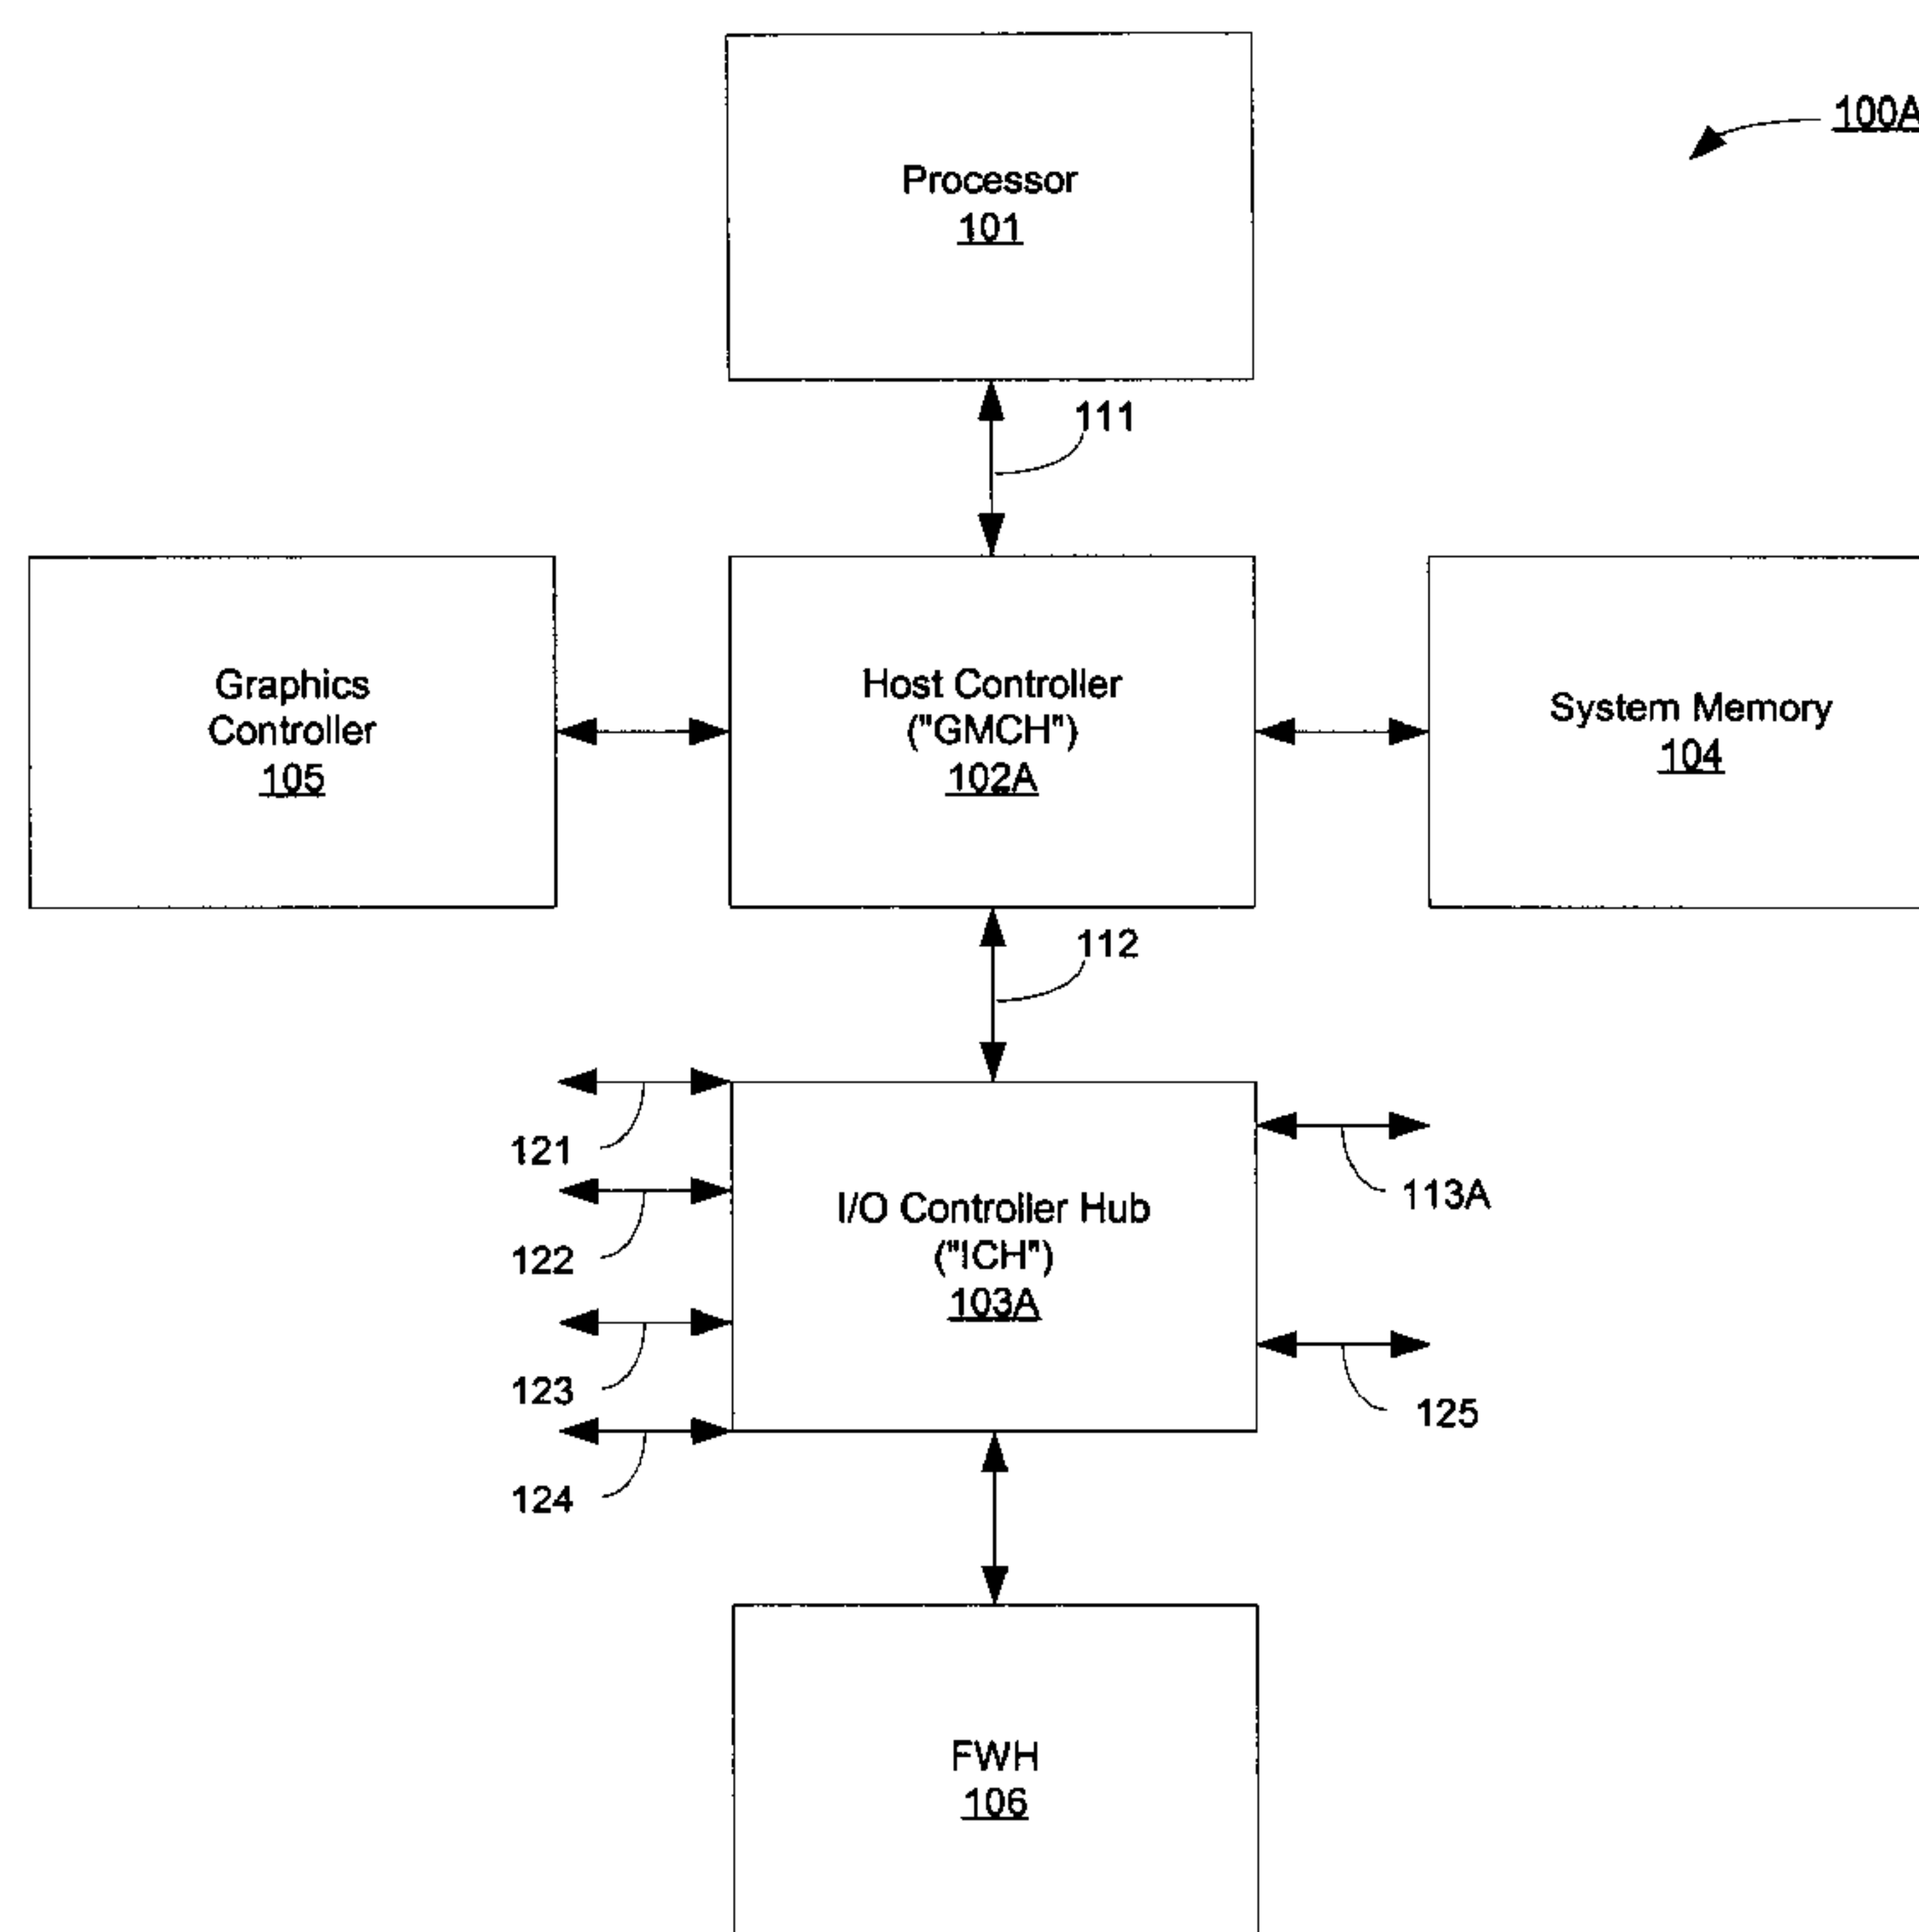 100A
Processor
101
111
Graphics
Controller
105
Host Controller
("GMCH")
102A
System Memory
104
112
121
122
123
124
I/O Controller Hub
("ICH")
103A
113A
125
FWH
106